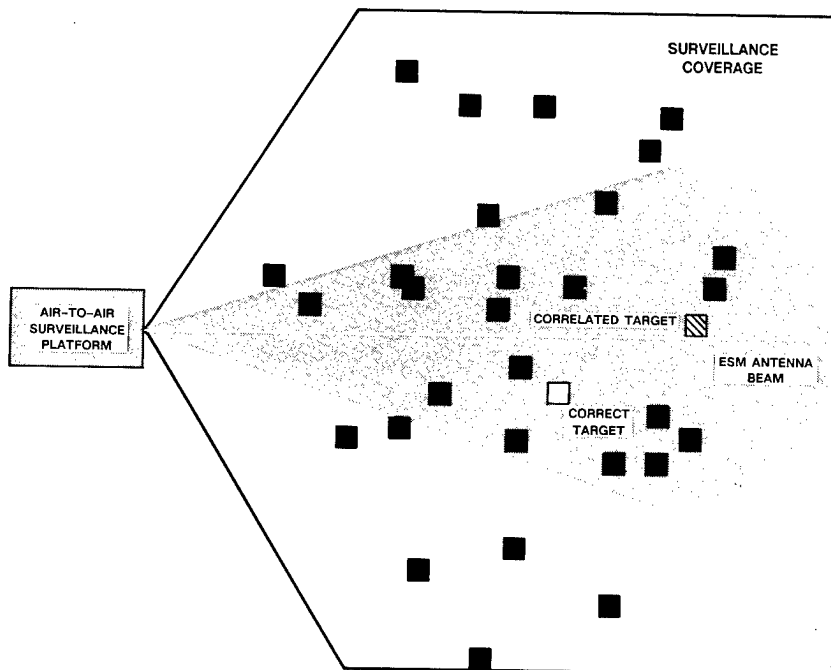 SURVEILLANCE
COVERAGE
AIR-TO-AIR
SURVEILLANCE
PLATFORM
CORRELATED TARGET
ESM ANTENNA
BEAM
CORRECT
TARGET